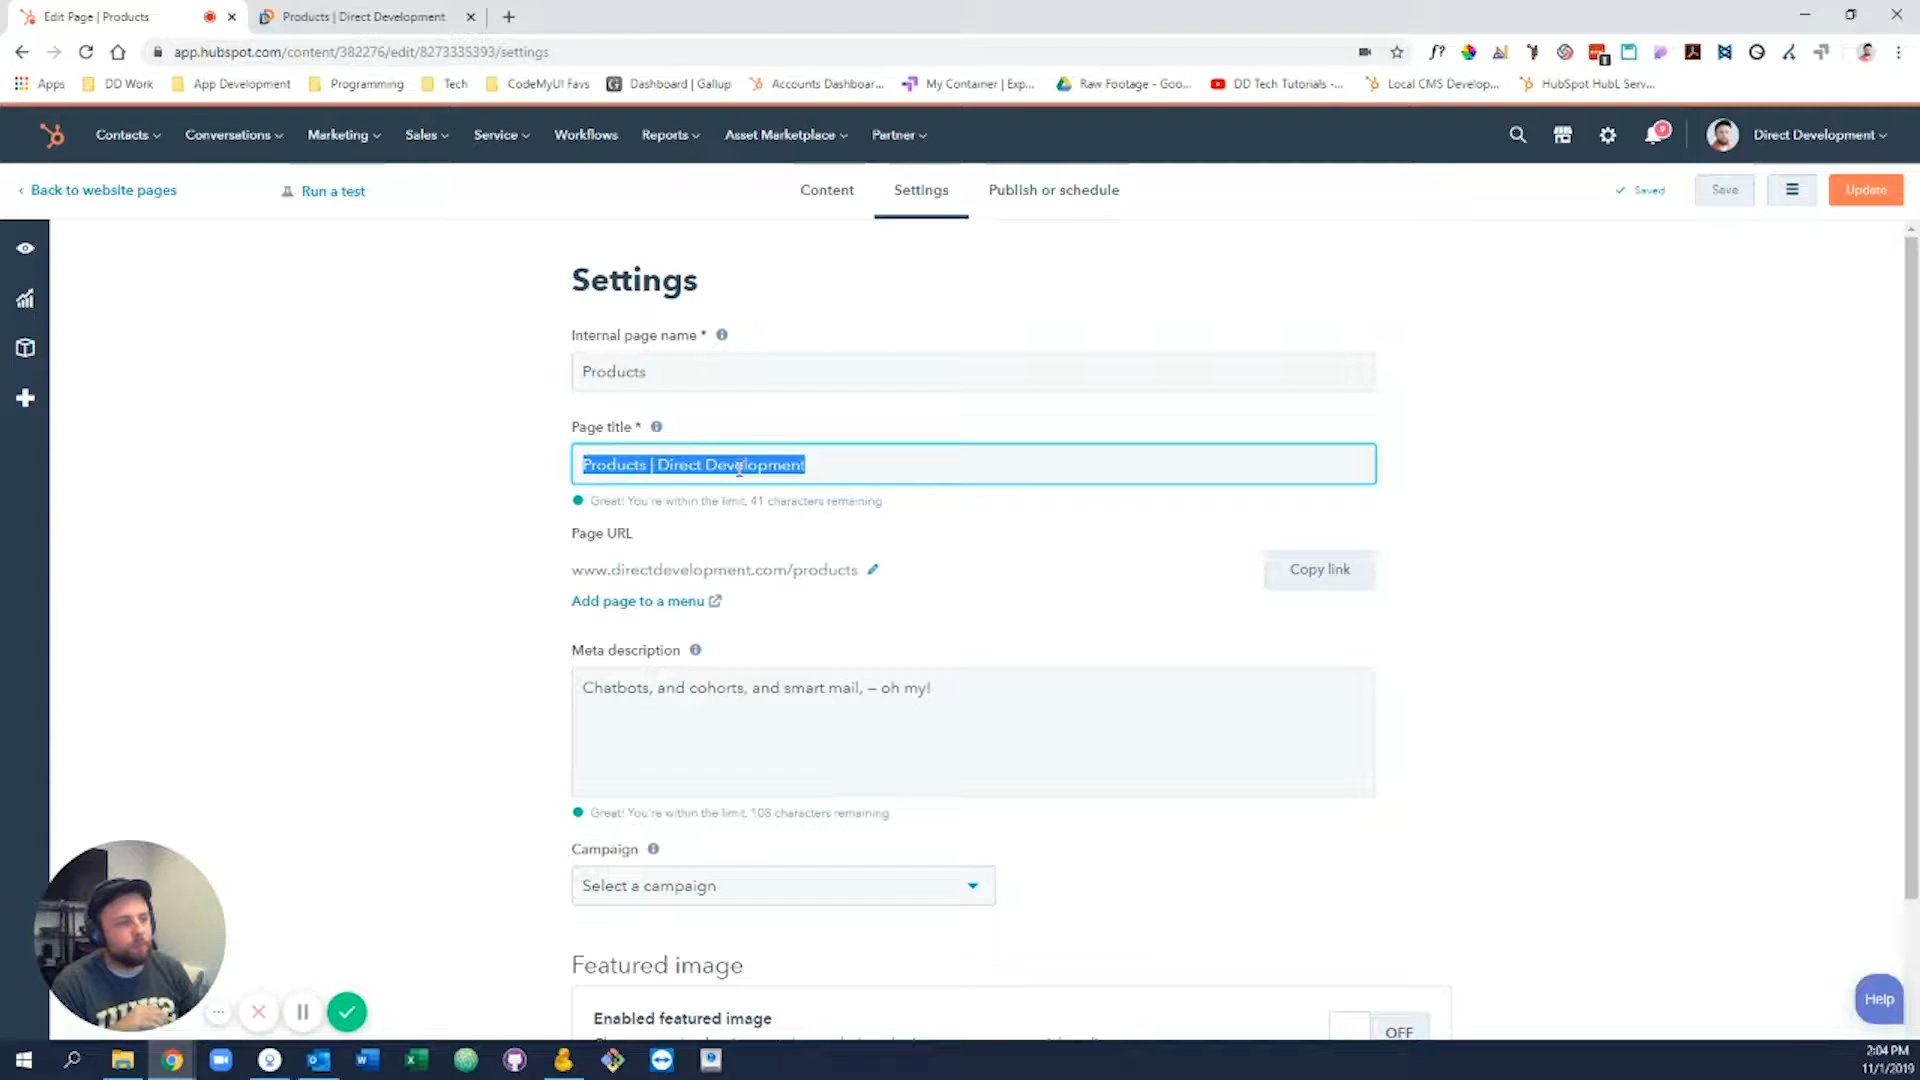 Edit Page | Products
Products | Direct Development
app.hubspot.com/content/382276/edit/8273335393/settings
Apps DD Work App Development Programming Tech CodeMyUI Favs Dashboard | Gallup Accounts Dashboar... My Container | Exp... Raw Footage - Goo... DD Tech Tutorials -... Local CMS Develop... HubSpot HubL Serv...
Contacts Conversations Marketing Sales Service Workflows Reports Asset Marketplace Partner 9 Direct Development
Back to website pages Run a test Content Settings Publish or schedule Saved Save Update
Settings
Internal page name *
Products
Page title *
Products | Direct Development
Great! You're within the limit. 41 characters remaining
Page URL
www.directdevelopment.com/products
Copy link
Add page to a menu
Meta description
Chatbots, and cohorts, and smart mail, – oh my!
Great! You're within the limit. 108 characters remaining
Campaign
Select a campaign
Featured image
Enabled featured image
OFF
Help
2:04 PM
11/1/2019